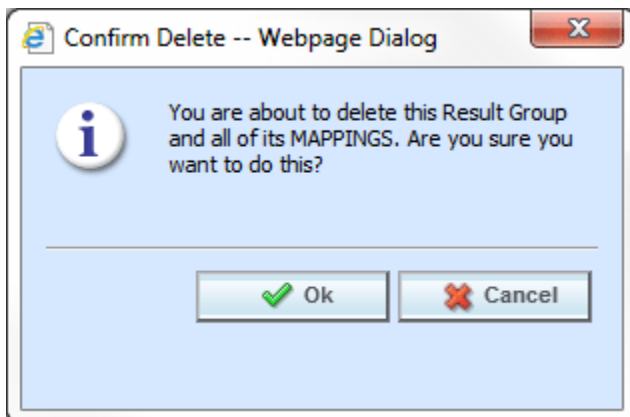 Confirm Delete -- Webpage Dialog
You are about to delete this Result Group
and all of its MAPPINGS. Are you sure you
want to do this?
Ok
Cancel